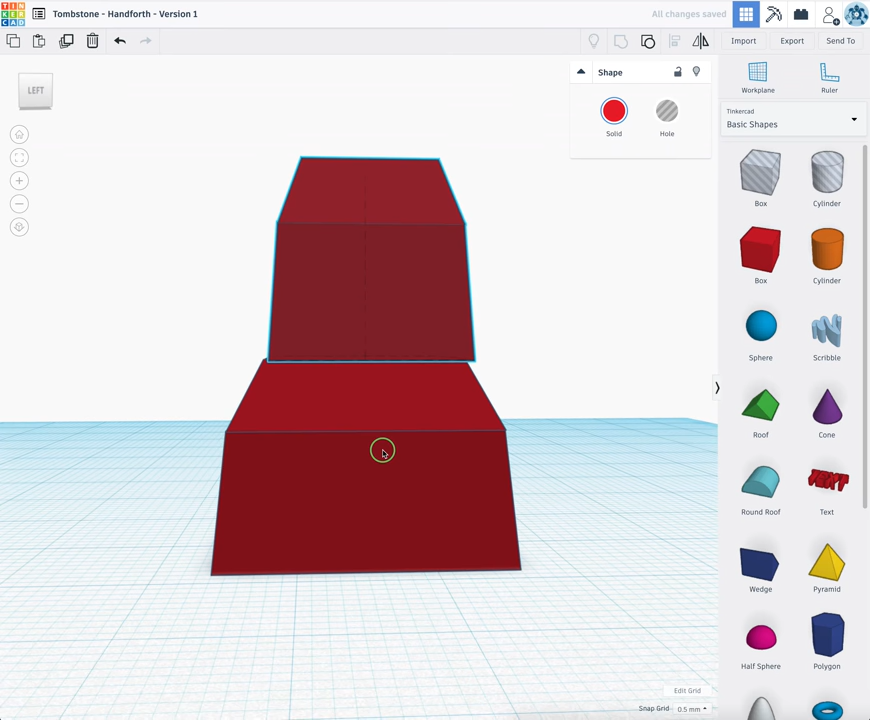 TIN
KER
CAD
Tombstone - Handforth - Version 1
All changes saved
Import
Export
Send To
LEFT
Shape
Solid
Hole
Workplane
Ruler
Tinkercad
Basic Shapes
Box
Cylinder
Box
Cylinder
Sphere
Scribble
Roof
Cone
Round Roof
TEXT
Text
Wedge
Pyramid
Half Sphere
Polygon
Edit Grid
Snap Grid
0.5 mm